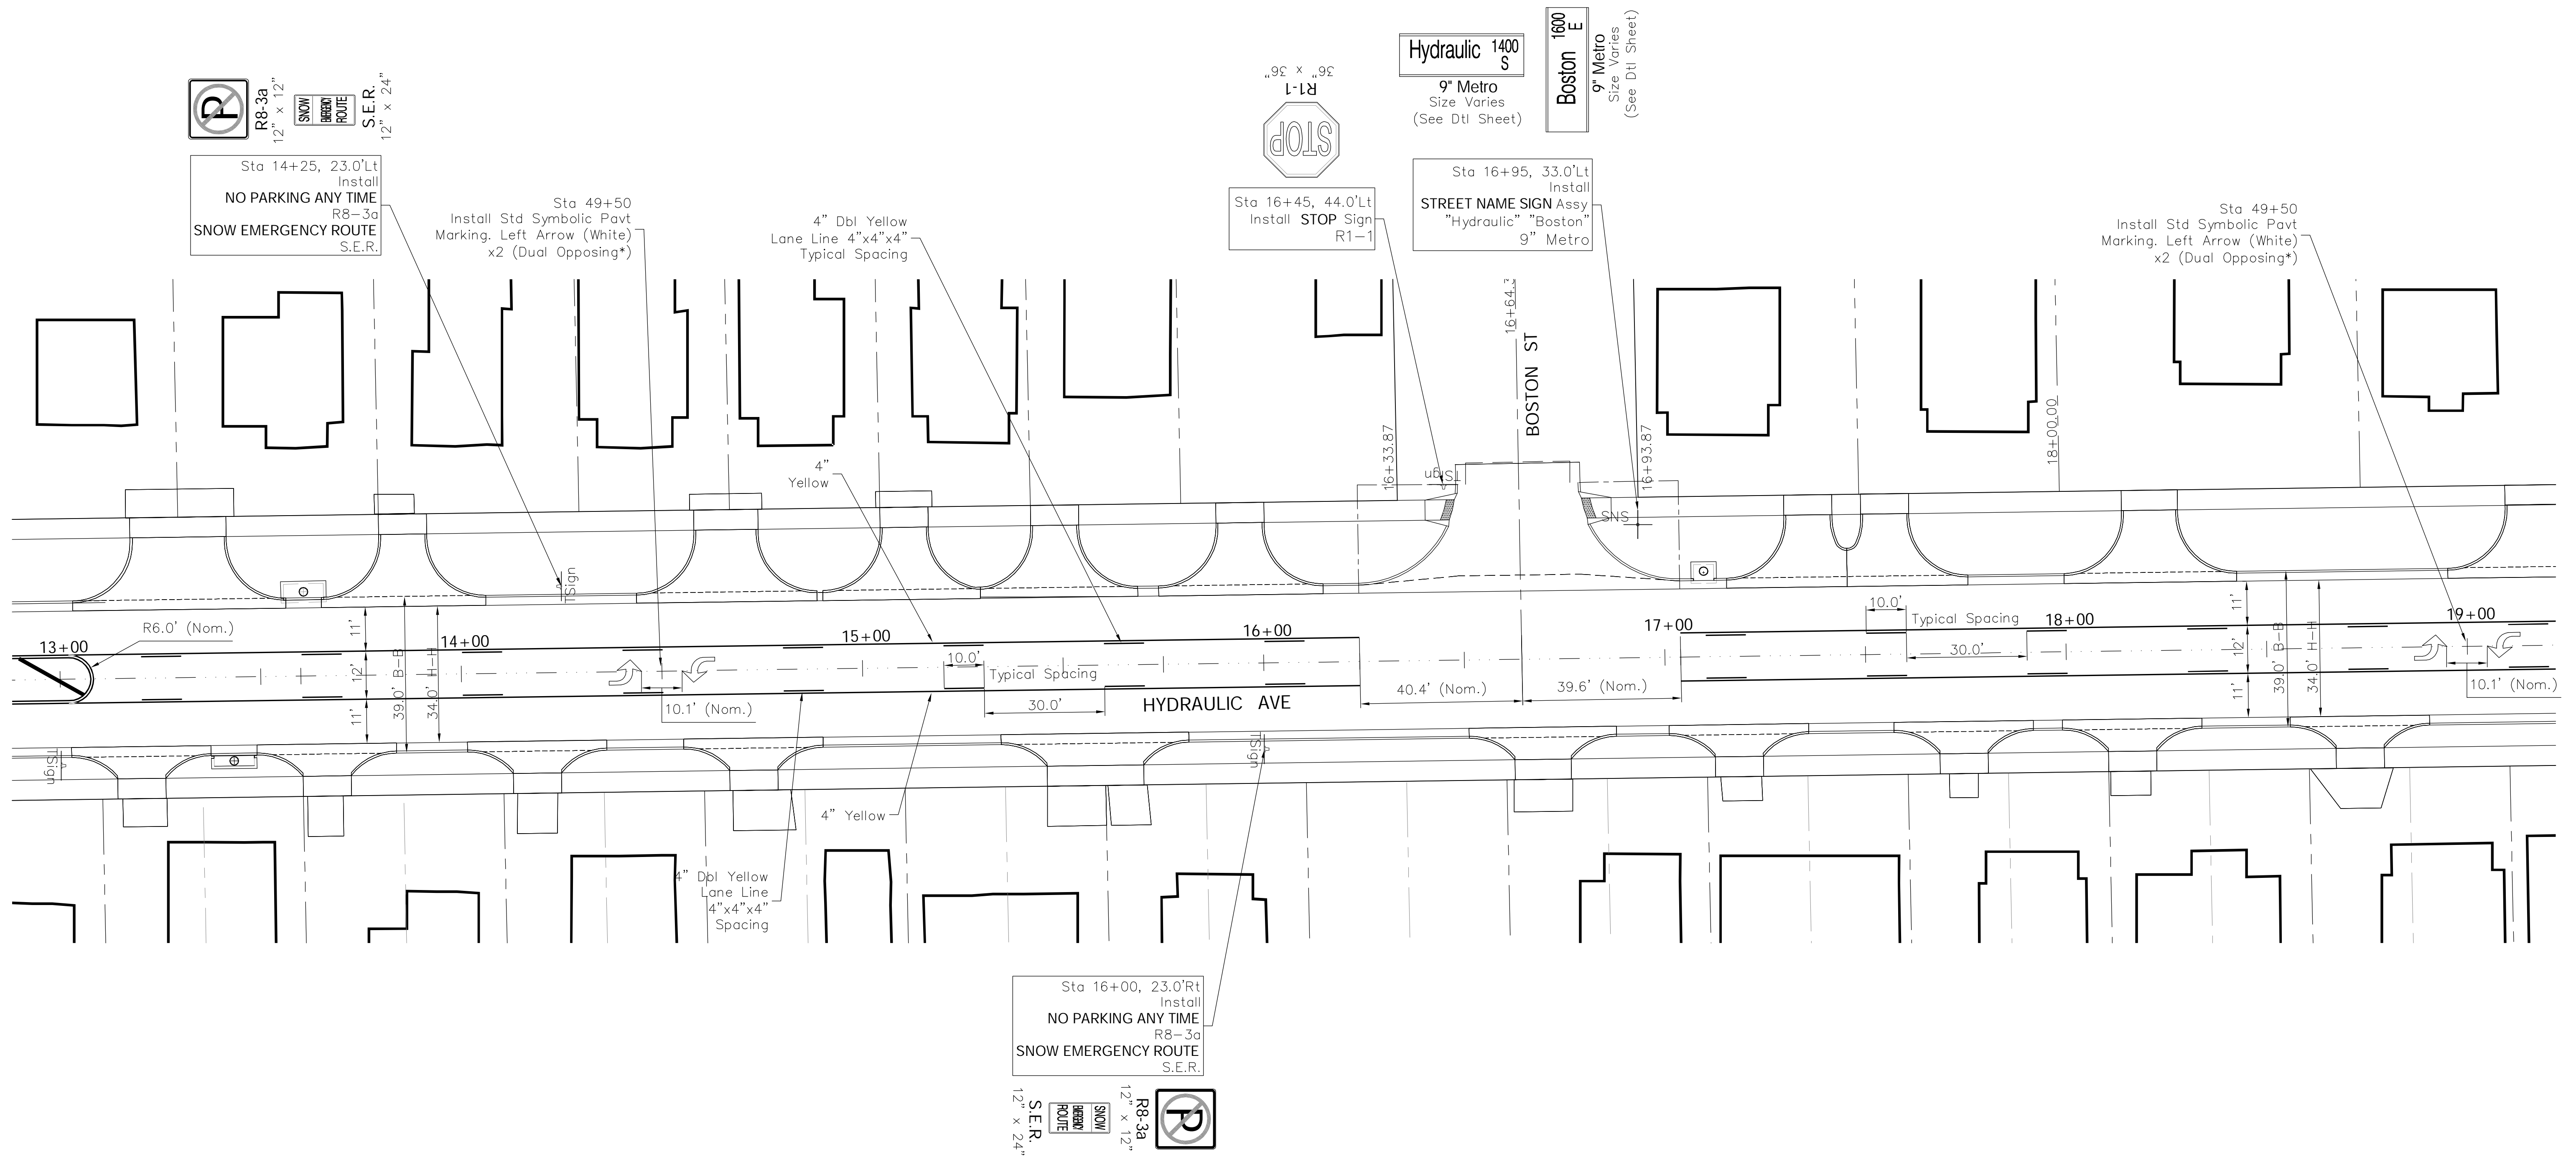 P
R8-3a
12" x 12"
SNOW
EMERGENCY
ROUTE
S.E.R.
12" x 24"
Sta 14+25, 23.0'Lt
Install
NO PARKING ANY TIME
R8-3a
SNOW EMERGENCY ROUTE
S.E.R.
Sta 49+50
Install Std Symbolic Pavt
Marking. Left Arrow (White)
x2 (Dual Opposing*)
4" Dbl Yellow
Lane Line 4"x4"x4"
Typical Spacing
36" x 36"
R1-1
STOP
Sta 16+45, 44.0'Lt
Install STOP Sign
R1-1
Hydraulic 1400
S
9" Metro
Size Varies
(See Dtl Sheet)
Boston 1600
E
9" Metro
Size Varies
(See Dtl Sheet)
Sta 16+95, 33.0'Lt
Install
STREET NAME SIGN Assy
"Hydraulic" "Boston"
9" Metro
Sta 49+50
Install Std Symbolic Pavt
Marking. Left Arrow (White)
x2 (Dual Opposing*)
BOSTON ST
16+33.87
16+93.87
18+00.00
4"
Yellow
TSign
TSign
SNS
R6.0' (Nom.)
13+00
14+00
15+00
16+00
17+00
18+00
19+00
11'
12'
11'
39.0' B-B
34.0' H-H
10.1' (Nom.)
10.0'
Typical Spacing
30.0'
HYDRAULIC AVE
40.4' (Nom.)
39.6' (Nom.)
10.0'
Typical Spacing
30.0'
11'
12'
11'
39.0' B-B
34.0' H-H
10.1' (Nom.)
TSign
TSign
4" Yellow
4" Dbl Yellow
Lane Line
4"x4"x4"
Spacing
Sta 16+00, 23.0'Rt
Install
NO PARKING ANY TIME
R8-3a
SNOW EMERGENCY ROUTE
S.E.R.
P
R8-3a
12" x 12"
SNOW
EMERGENCY
ROUTE
S.E.R.
12" x 24"